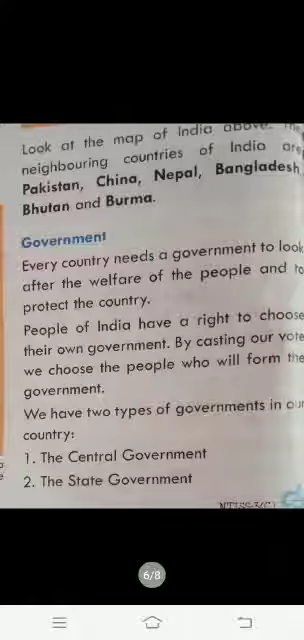 Look at the map of India above. The
neighbouring countries of India are
Pakistan, China, Nepal, Bangladesh,
Bhutan and Burma.
Government
Every country needs a government to look
after the welfare of the people and to
protect the country.
People of India have a right to choose
their own government. By casting our vote
we choose the people who will form the
government.
We have two types of governments in our
country:
1. The Central Government
2. The State Government
6/8